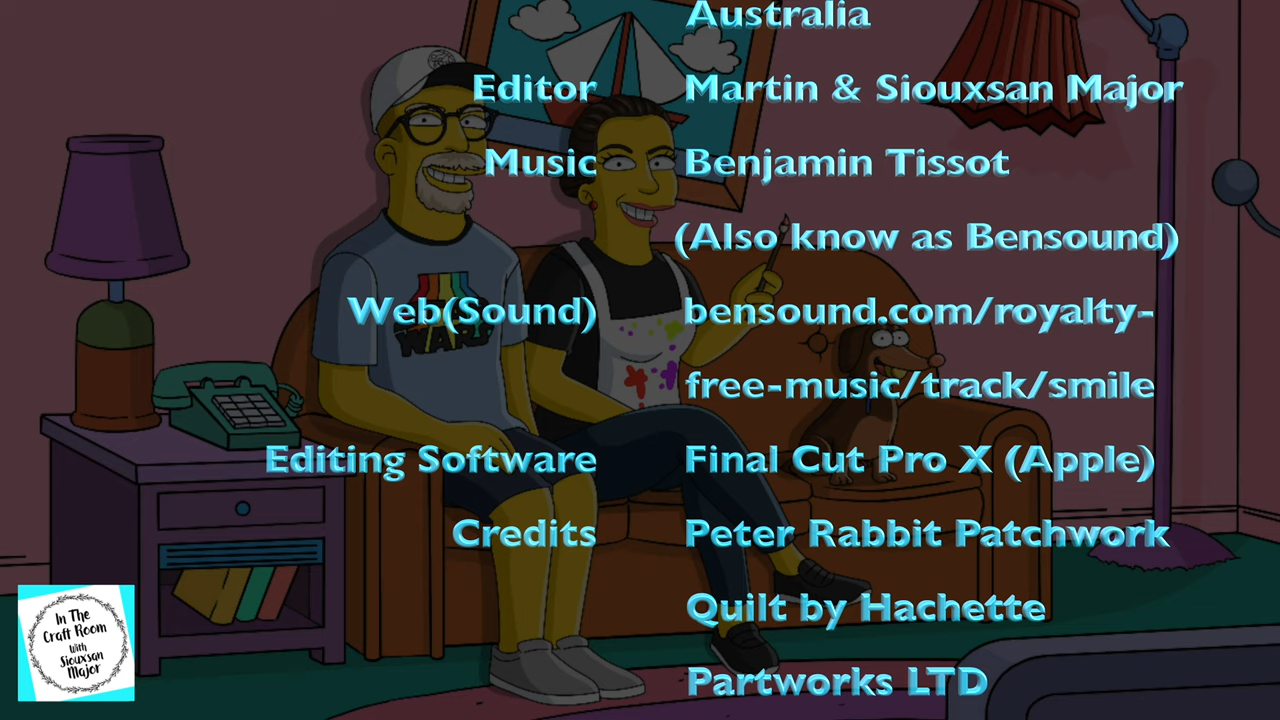 Australia
Editor Martin & Siouxsan Major
Music Benjamin Tissot
(Also know as Bensound)
Web(Sound) bensound.com/royalty-
free-music/track/smile
Editing Software Final Cut Pro X (Apple)
Credits Peter Rabbit Patchwork
Quilt by Hachette
Partworks LTD
WARS
In The
Craft Room
With
Siouxsan
Major